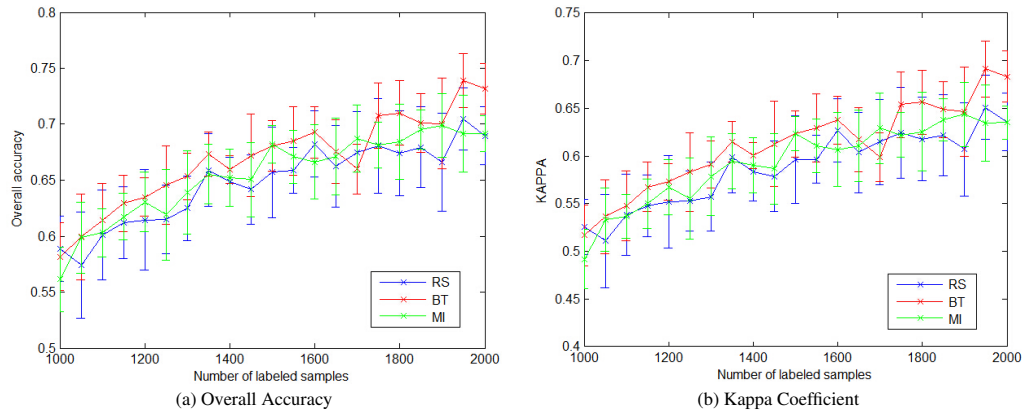 0.8
0.75
0.7
0.65
0.6
0.55
0.5
Overall accuracy
1000
1200
1400
1600
1800
2000
Number of labeled samples
RS
BT
MI
(a) Overall Accuracy
0.75
0.7
0.65
0.6
0.55
0.5
0.45
0.4
KAPPA
1000
1200
1400
1600
1800
2000
Number of labeled samples
RS
BT
MI
(b) Kappa Coefficient